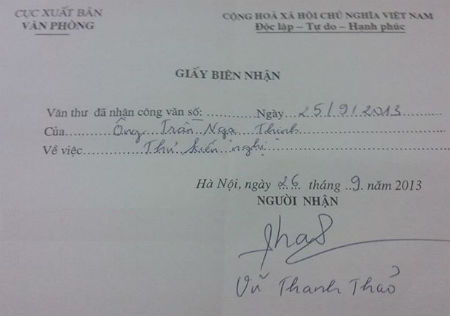 CỤC XUẤT BẢN
VĂN PHÒNG
CỘNG HOÀ XÃ HỘI CHỦ NGHĨA VIỆT NAM
Độc lập – Tự do – Hạnh phúc
GIẤY BIÊN NHẬN
Văn thư đã nhận công văn số:............Ngày....25/9/2013
Của.........Ông Trần Nga Thịnh
Về việc.........Thư kiến nghị
Hà Nội, ngày 26 tháng 9. năm 2013
NGƯỜI NHẬN
Vũ Thanh Thảo